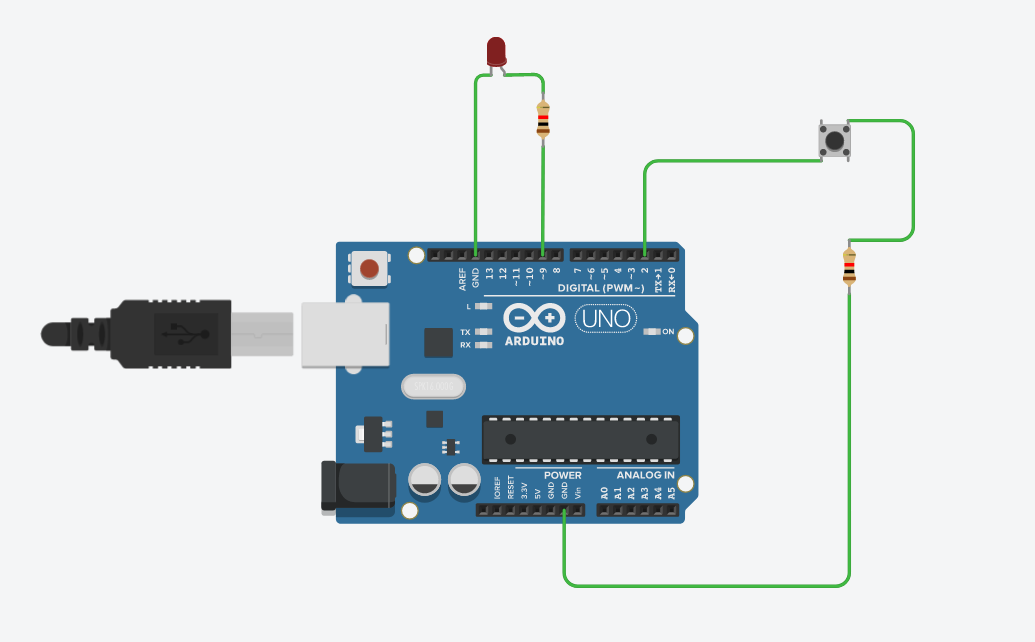 AREF
GND
13
12
~11
~10
~9
8
7
~6
~5
4
~3
2
TX→1
RX←0
DIGITAL (PWM~)
L
TX
RX
UNO
ON
ARDUINO
POWER
ANALOG IN
IOREF
RESET
3.3V
5V
GND
GND
Vin
A0
A1
A2
A3
A4
A5